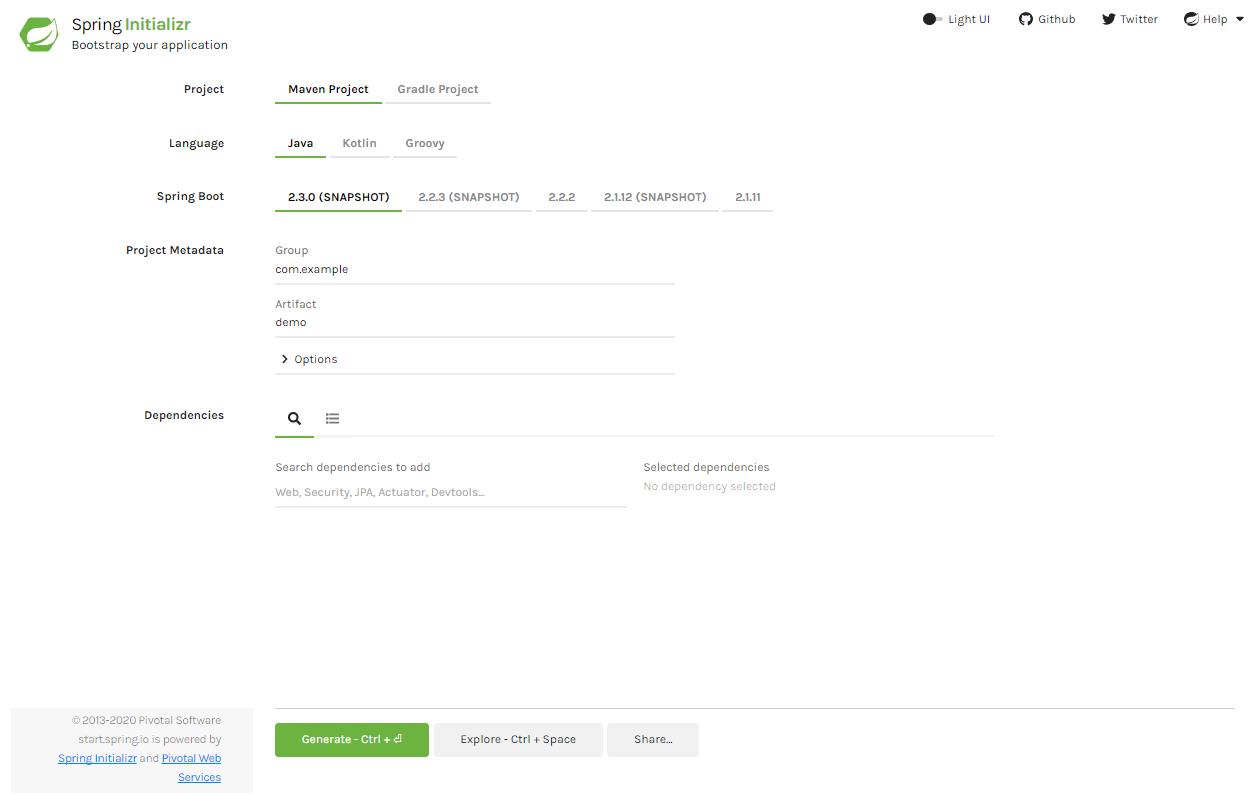 Spring Initializr
Bootstrap your application
Light UI Github Twitter Help
Project Maven Project Gradle Project
Language Java Kotlin Groovy
Spring Boot 2.3.0 (SNAPSHOT) 2.2.3 (SNAPSHOT) 2.2.2 2.1.12 (SNAPSHOT) 2.1.11
Project Metadata Group
com.example
Artifact
demo
Options
Dependencies
Search dependencies to add
Web, Security, JPA, Actuator, Devtools...
Selected dependencies
No dependency selected
© 2013-2020 Pivotal Software
start.spring.io is powered by
Spring Initializr and Pivotal Web
Services
Generate - Ctrl + ⏎ Explore - Ctrl + Space Share...